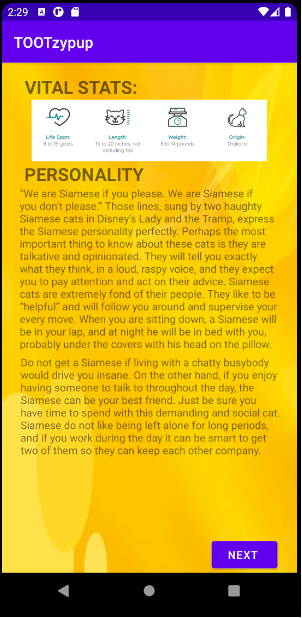 2:29
TOOTzypup
VITAL STATS:
Life Span: Length: Weight: Origin:
8 to 15 years 15 to 20 inches, not 6 to 14 pounds Thailand
including tail
PERSONALITY
"We are Siamese if you please. We are Siamese if
you don't please." Those lines, sung by two haughty
Siamese cats in Disney's Lady and the Tramp, express
the Siamese personality perfectly. Perhaps the most
important thing to know about these cats is they are
talkative and opinionated. They will tell you exactly
what they think, in a loud, raspy voice, and they expect
you to pay attention and act on their advice. Siamese
cats are extremely fond of their people. They like to be
"helpful" and will follow you around and supervise your
every move. When you are sitting down, a Siamese will
be in your lap, and at night he will be in bed with you,
probably under the covers with his head on the pillow.
Do not get a Siamese if living with a chatty busybody
would drive you insane. On the other hand, if you enjoy
having someone to talk to throughout the day, the
Siamese can be your best friend. Just be sure you
have time to spend with this demanding and social cat.
Siamese do not like being left alone for long periods,
and if you work during the day it can be smart to get
two of them so they can keep each other company.
NEXT